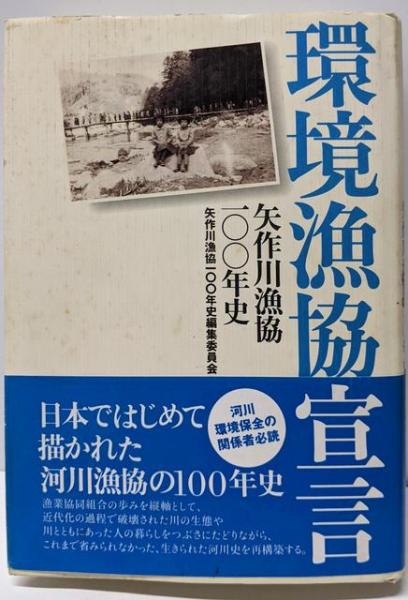 環境漁協宣言
矢作川漁協
一〇〇年史
矢作川漁協一〇〇年史編集委員会
日本ではじめて
描かれた
河川漁協の100年史
河川
環境保全の
関係者必読
漁業協同組合の歩みを縦軸として、
近代化の過程で破壊された川の生態や
川とともにあった人の暮らしをつぶさにたどりながら、
これまで省みられなかった、生きられた河川史を再構築する。